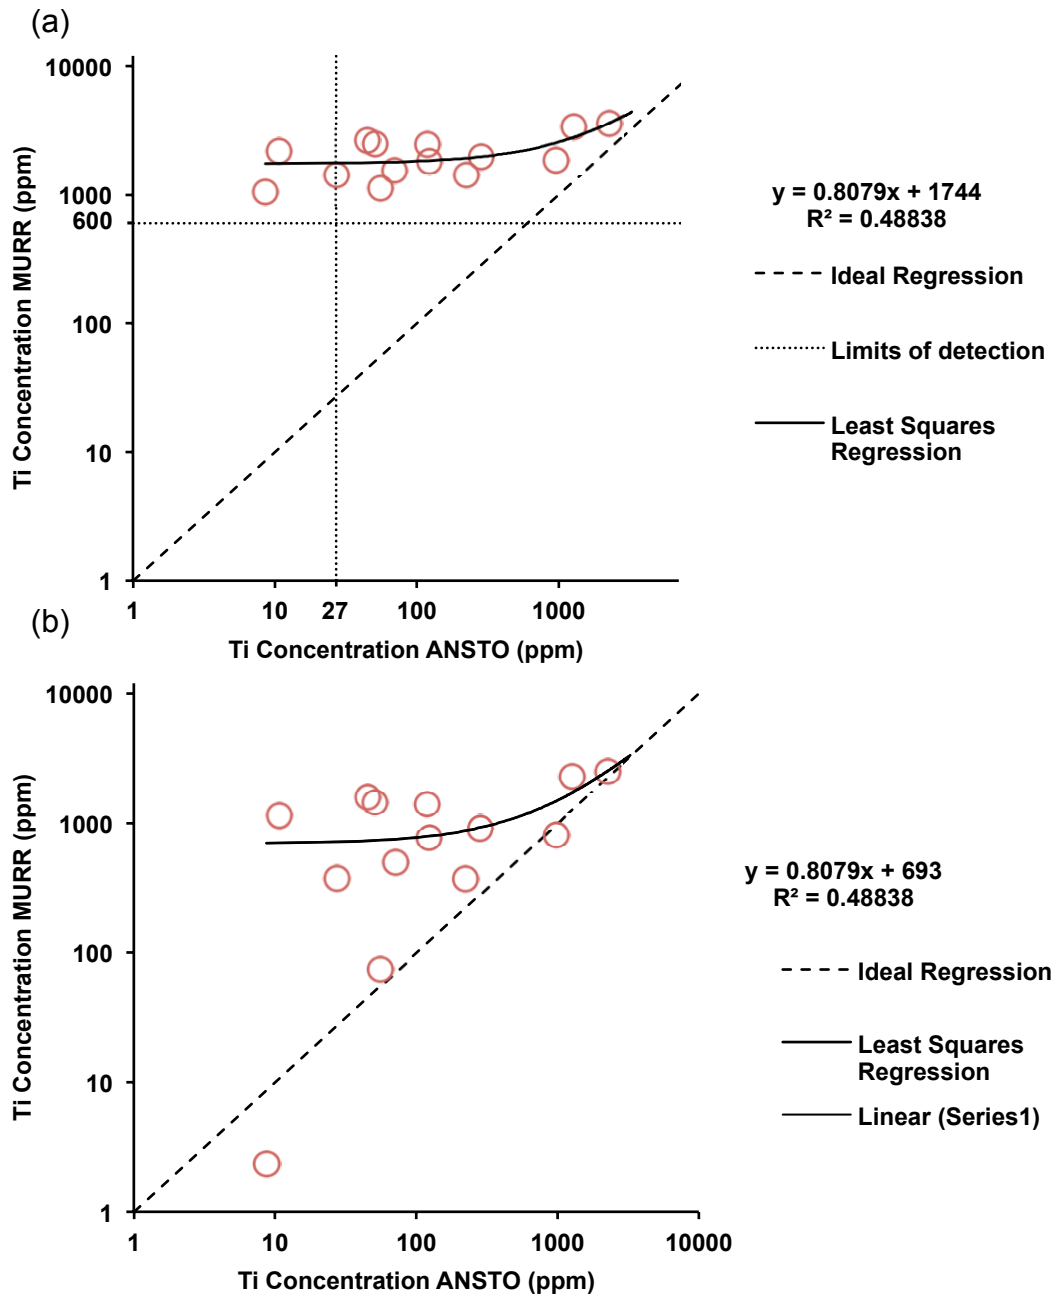 (a)
10000
1000
600
100
10
1
Ti Concentration MURR (ppm)
1
10
27
100
1000
Ti Concentration ANSTO (ppm)
y = 0.8079x + 1744
R² = 0.48838
Ideal Regression
Limits of detection
Least Squares
Regression
(b)
10000
1000
100
10
1
Ti Concentration MURR (ppm)
1
10
100
1000
10000
Ti Concentration ANSTO (ppm)
y = 0.8079x + 693
R² = 0.48838
Ideal Regression
Least Squares
Regression
Linear (Series1)